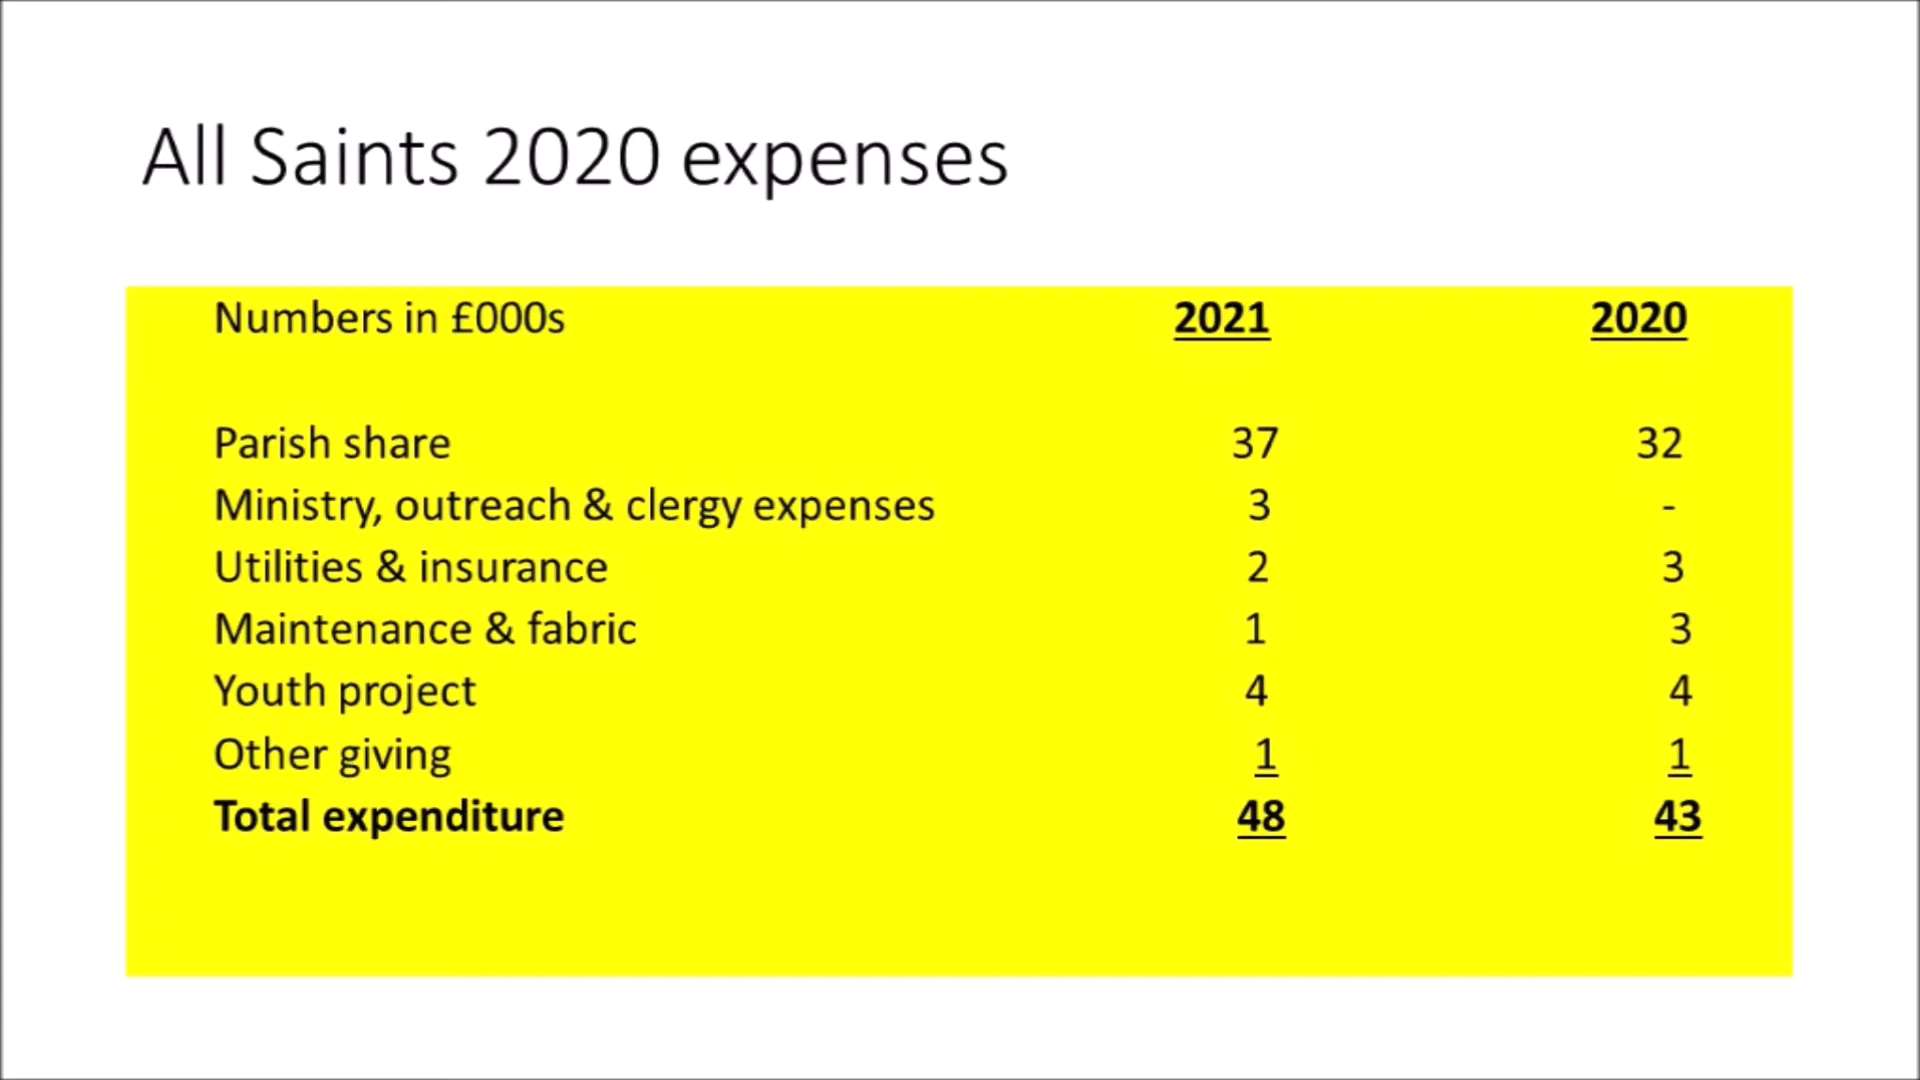 All Saints 2020 expenses
Numbers in £000s 2021 2020
Parish share 37 32
Ministry, outreach & clergy expenses 3 -
Utilities & insurance 2 3
Maintenance & fabric 1 3
Youth project 4 4
Other giving 1 1
Total expenditure 48 43